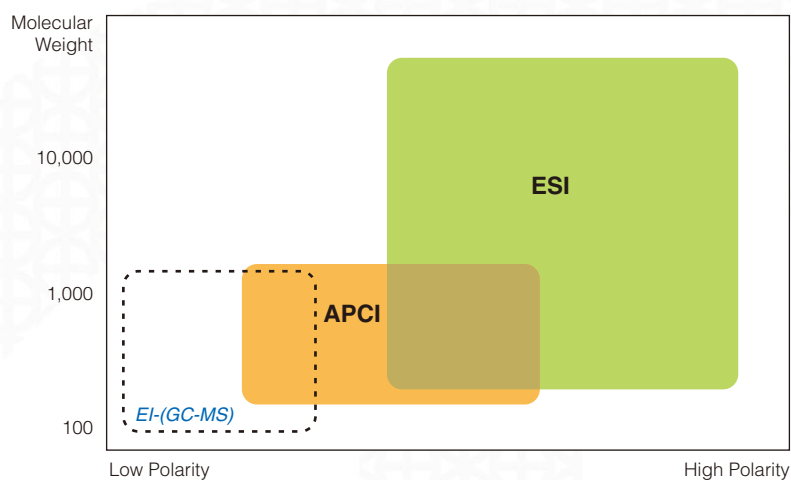 Molecular
Weight
10,000
ESI
1,000
APCI
EI-(GC-MS)
100
Low Polarity
High Polarity